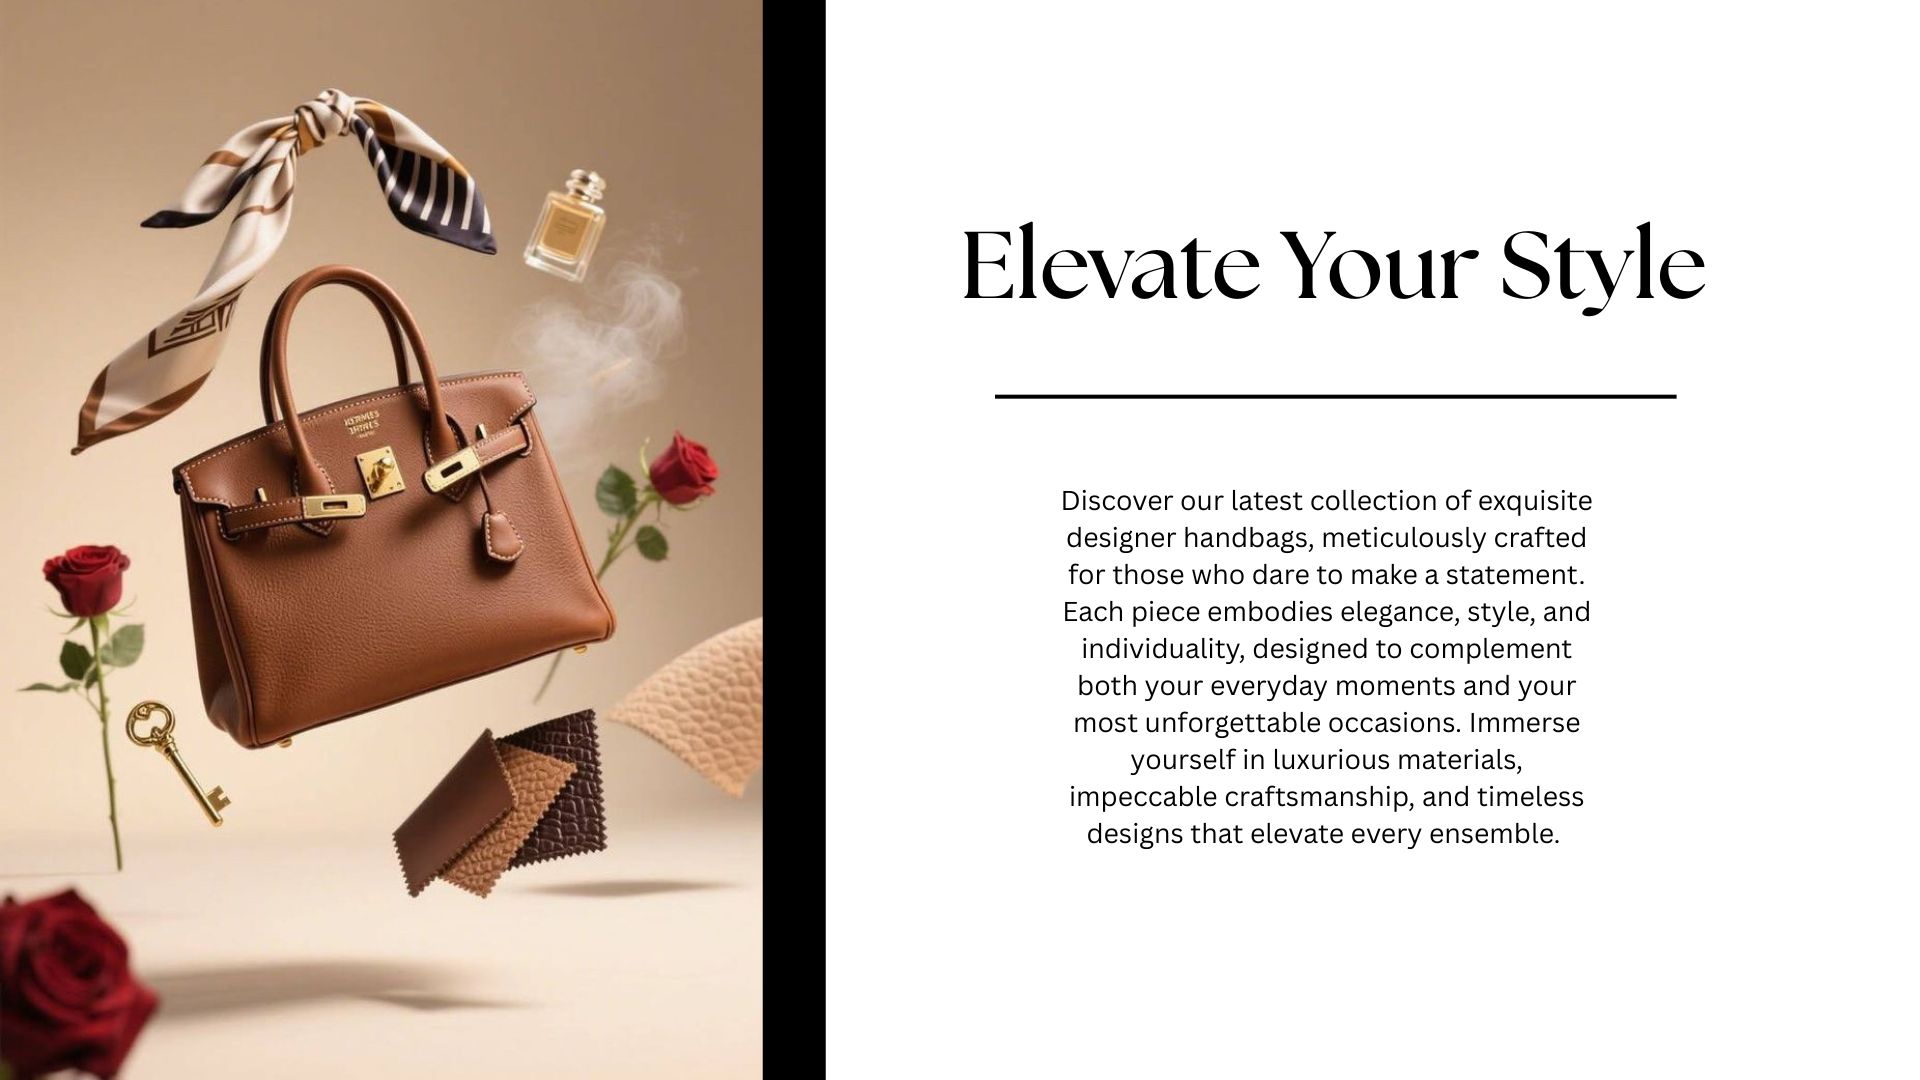 Elevate Your Style
Discover our latest collection of exquisite
designer handbags, meticulously crafted
for those who dare to make a statement.
Each piece embodies elegance, style, and
individuality, designed to complement
both your everyday moments and your
most unforgettable occasions. Immerse
yourself in luxurious materials,
impeccable craftsmanship, and timeless
designs that elevate every ensemble.